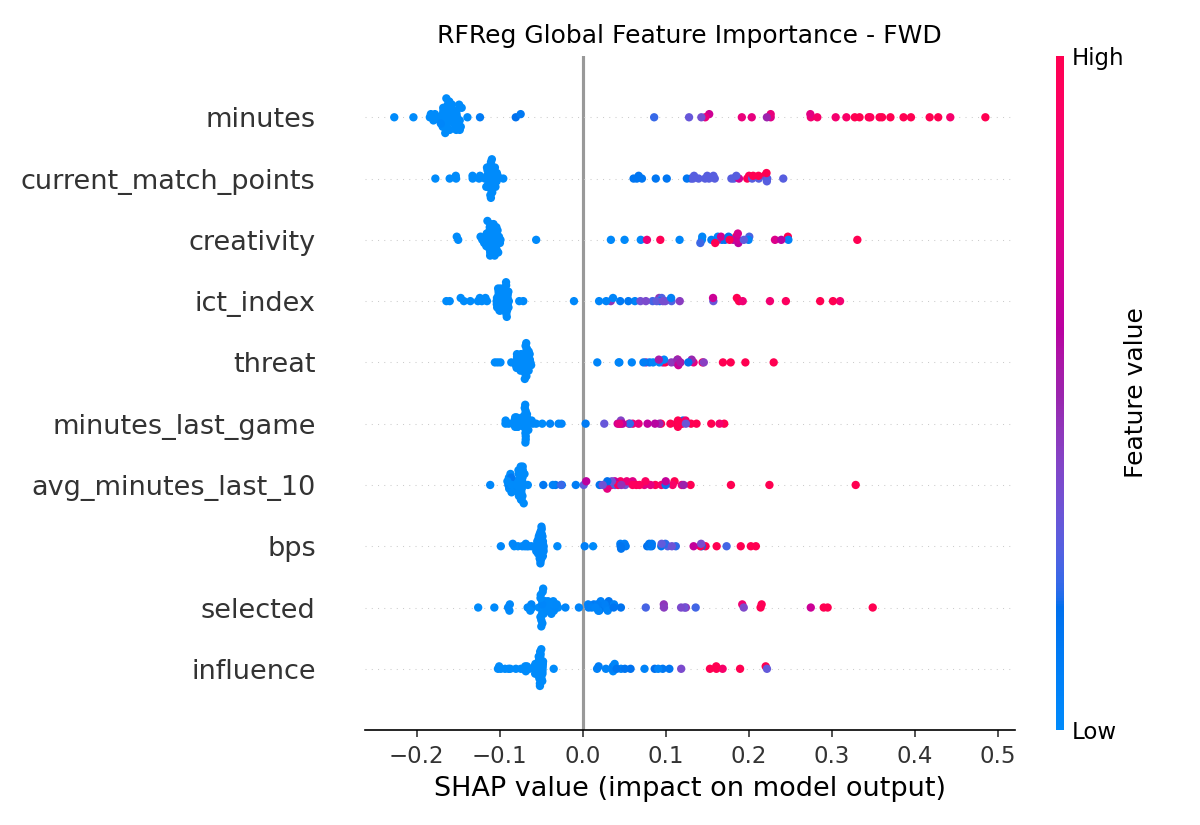 RFReg Global Feature Importance - FWD
High
minutes
current_match_points
creativity
ict_index
threat
minutes_last_game
avg_minutes_last_10
bps
selected
influence
Feature value
Low
−0.2 −0.1 0.0 0.1 0.2 0.3 0.4 0.5
SHAP value (impact on model output)